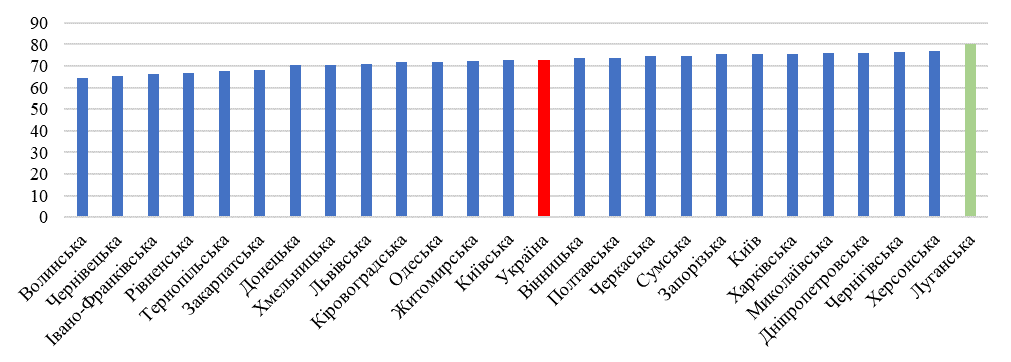 90
80
70
60
50
40
30
20
10
0
Волинська
Чернівецька
Івано-Франківська
Рівненська
Тернопільська
Закарпатська
Донецька
Хмельницька
Львівська
Кіровоградська
Одеська
Житомирська
Київська
Україна
Вінницька
Полтавська
Черкаська
Сумська
Запорізька
Київ
Харківська
Миколаївська
Дніпропетровська
Чернігівська
Херсонська
Луганська